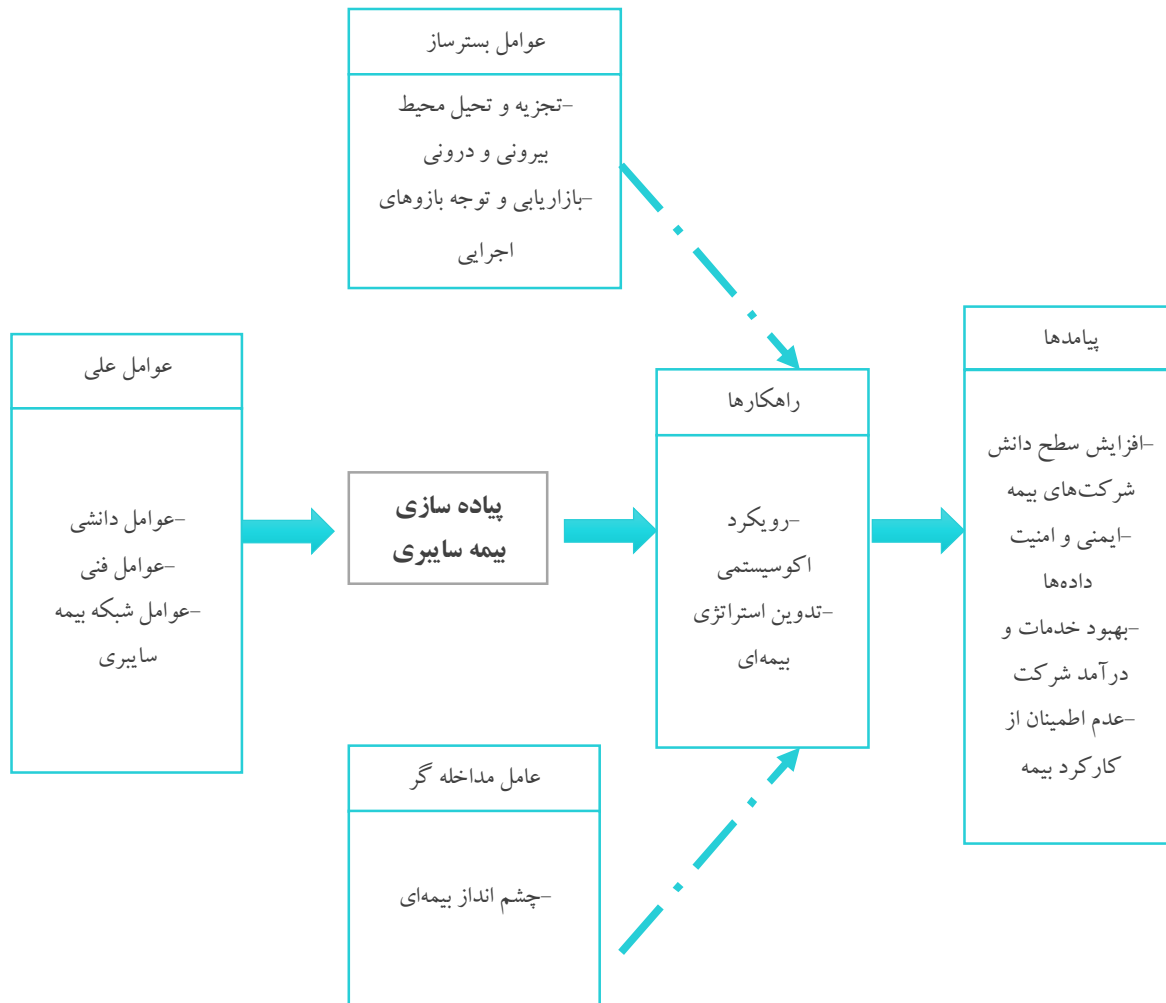 عوامل بسترساز
-تجزیه و تحیل محیط
بیرونی و درونی
-بازاریابی و توجه بازوهای
اجرایی
عوامل علی
-عوامل دانشی
-عوامل فنی
-عوامل شبکه بیمه
سایبری
پیاده سازی
بیمه سایبری
راهکارها
-رویکرد
اکوسیستمی
-تدوین استراتژی
بیمه‌ای
پیامدها
-افزایش سطح دانش
شرکت‌های بیمه
-ایمنی و امنیت
داده‌ها
-بهبود خدمات و
درآمد شرکت
-عدم اطمینان از
کارکرد بیمه
عامل مداخله گر
-چشم انداز بیمه‌ای